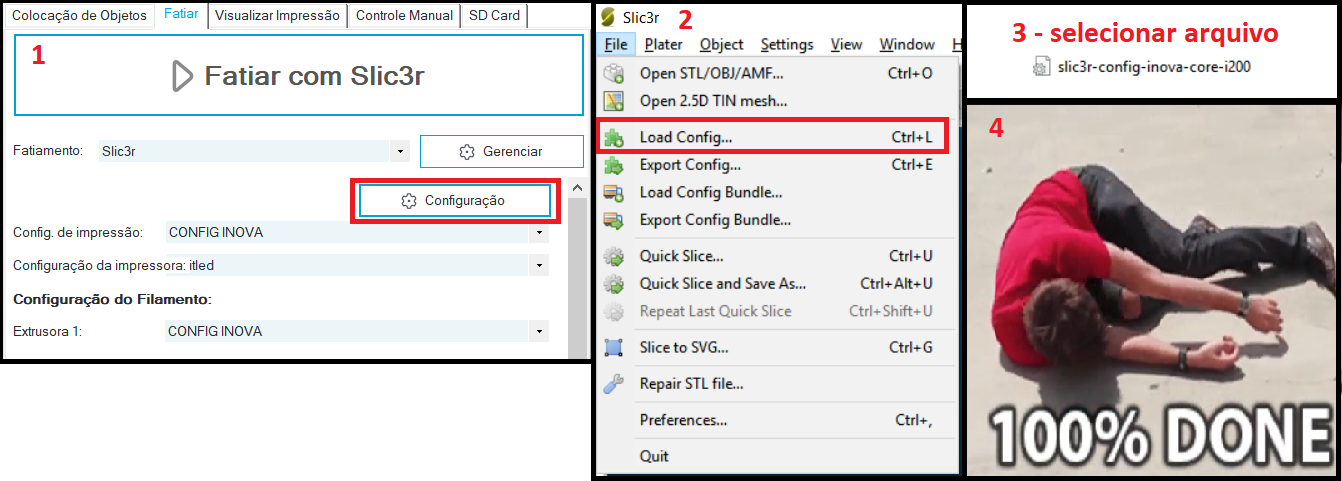 Colocação de Objetos
Fatiar
Visualizar Impressão
Controle Manual
SD Card
1
Fatiar com Slic3r
Fatiamento:
Slic3r
Gerenciar
Configuração
Config. de impressão:
CONFIG INOVA
Configuração da impressora:
itled
Configuração do Filamento:
Extrusora 1:
CONFIG INOVA
Slic3r
2
File Plater Object Settings View Window H
Open STL/OBJ/AMF... Ctrl+O
Open 2.5D TIN mesh...
Load Config... Ctrl+L
Export Config... Ctrl+E
Load Config Bundle...
Export Config Bundle...
Quick Slice... Ctrl+U
Quick Slice and Save As... Ctrl+Alt+U
Repeat Last Quick Slice Ctrl+Shift+U
Slice to SVG... Ctrl+G
Repair STL file...
Preferences... Ctrl+,
Quit
3 - selecionar arquivo
slic3r-config-inova-core-i200
4
100% DONE